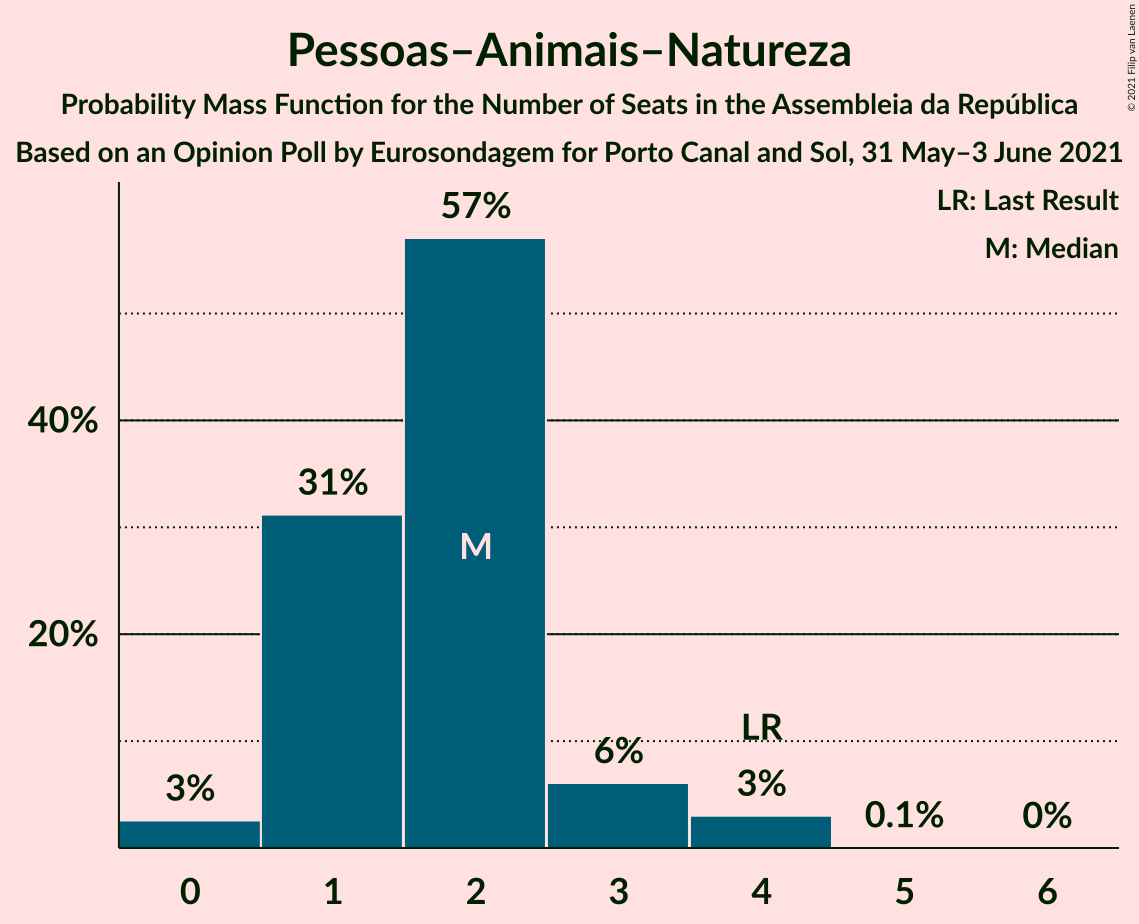 Pessoas–Animais–Natureza
Probability Mass Function for the Number of Seats in the Assembleia da República
Based on an Opinion Poll by Eurosondagem for Porto Canal and Sol, 31 May–3 June 2021
© 2021 Filip van Laenen
LR: Last Result
M: Median
57%
40%
31%
M
20%
LR
6%
3%
3%
0.1%
0%
0 1 2 3 4 5 6